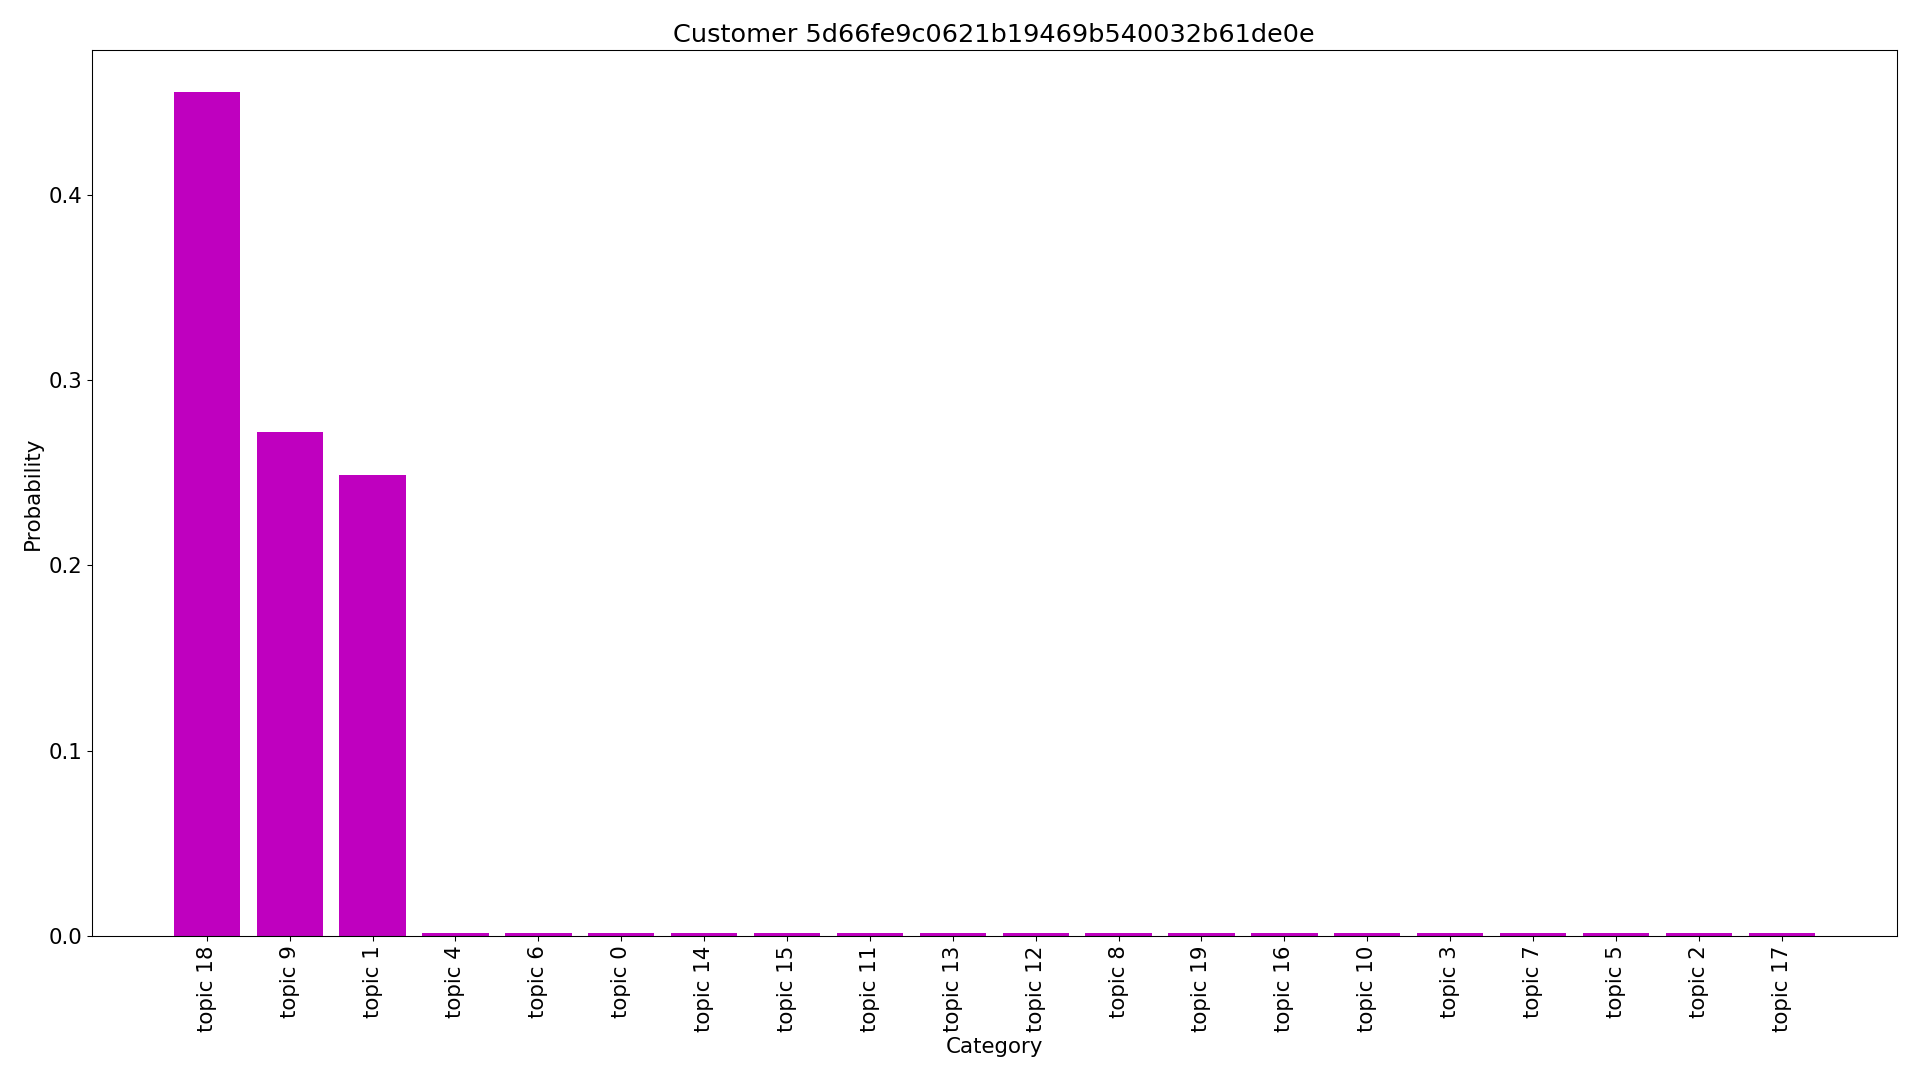 Customer 5d66fe9c0621b19469b540032b61de0e
Probability
0.4
0.3
0.2
0.1
0.0
topic 18
topic 9
topic 1
topic 4
topic 6
topic 0
topic 14
topic 15
topic 11
topic 13
topic 12
topic 8
topic 19
topic 16
topic 10
topic 3
topic 7
topic 5
topic 2
topic 17
Category